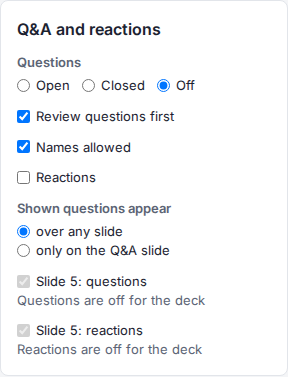 Q&A and reactions
Questions
Open Closed Off
Review questions first
Names allowed
Reactions
Shown questions appear
over any slide
only on the Q&A slide
Slide 5: questions
Questions are off for the deck
Slide 5: reactions
Reactions are off for the deck